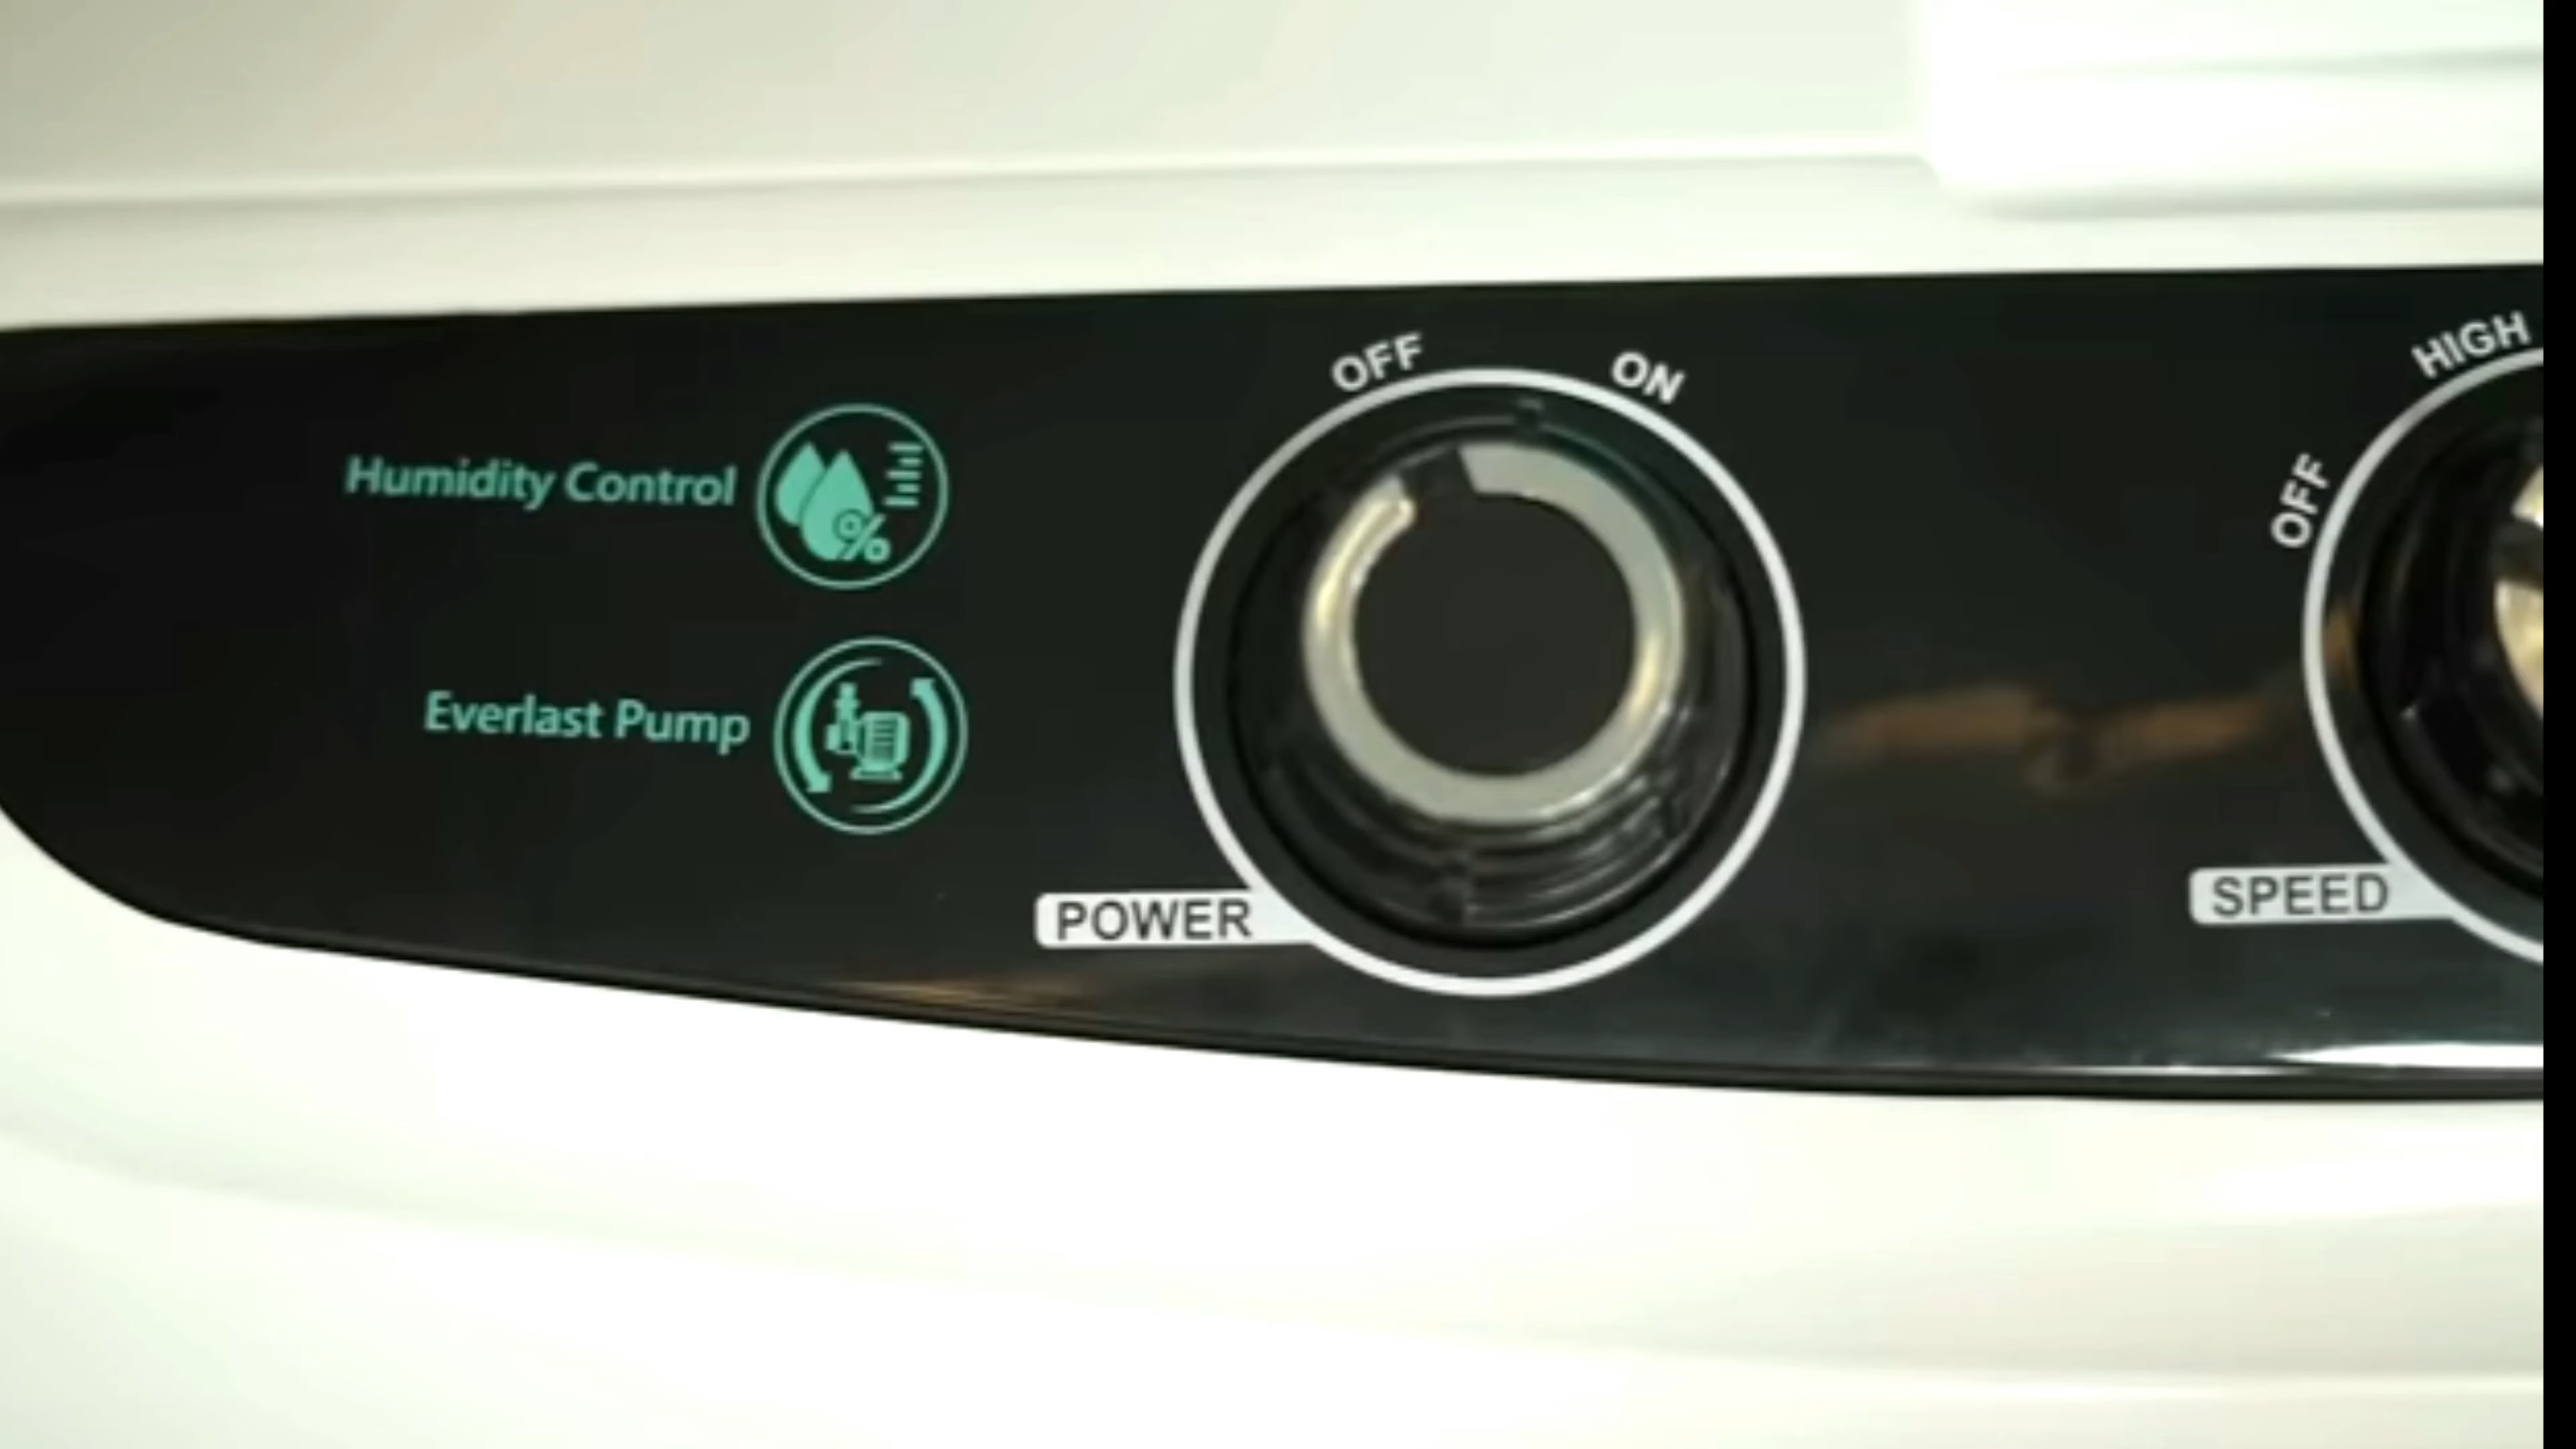 OFF ON
HIGH
OFF
Humidity Control %
Everlast Pump
POWER
SPEED